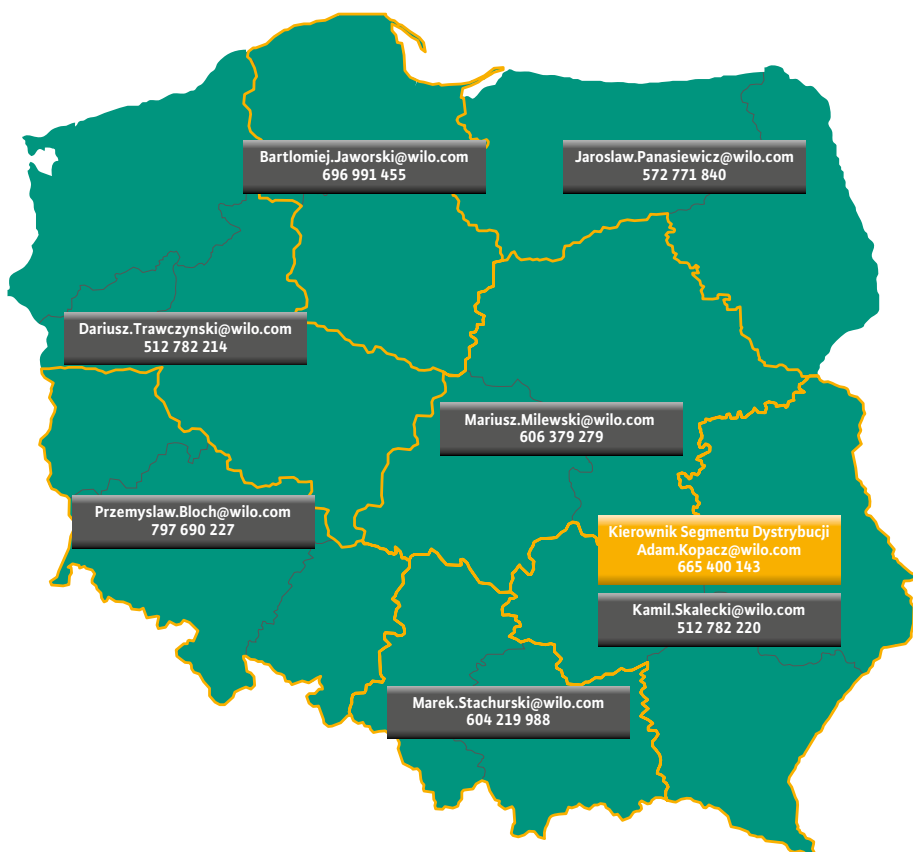 Bartlomiej.Jaworski@wilo.com
696 991 455
Jaroslaw.Panasiewicz@wilo.com
572 771 840
Dariusz.Trawczynski@wilo.com
512 782 214
Mariusz.Milewski@wilo.com
606 379 279
Przemyslaw.Bloch@wilo.com
797 690 227
Kierownik Segmentu Dystrybucji
Adam.Kopacz@wilo.com
665 400 143
Kamil.Skalecki@wilo.com
512 782 220
Marek.Stachurski@wilo.com
604 219 988